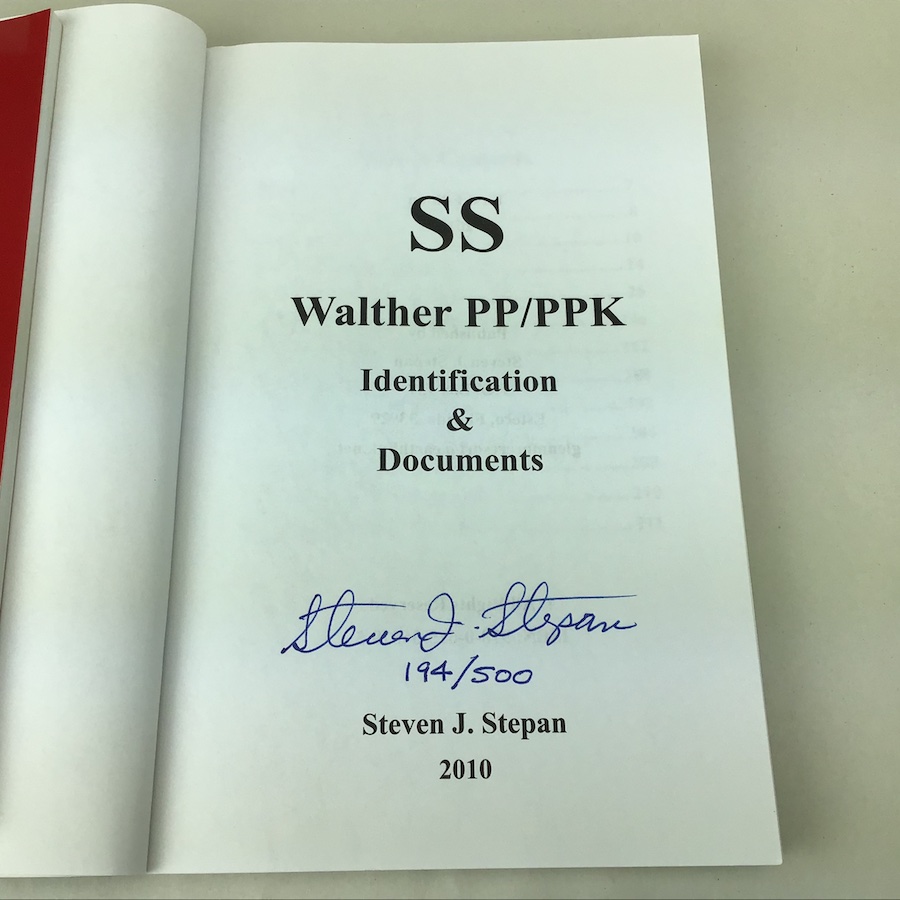 SS
Walther PP/PPK
Identification
&
Documents
Steven J. Stepan
194/500
Steven J. Stepan
2010